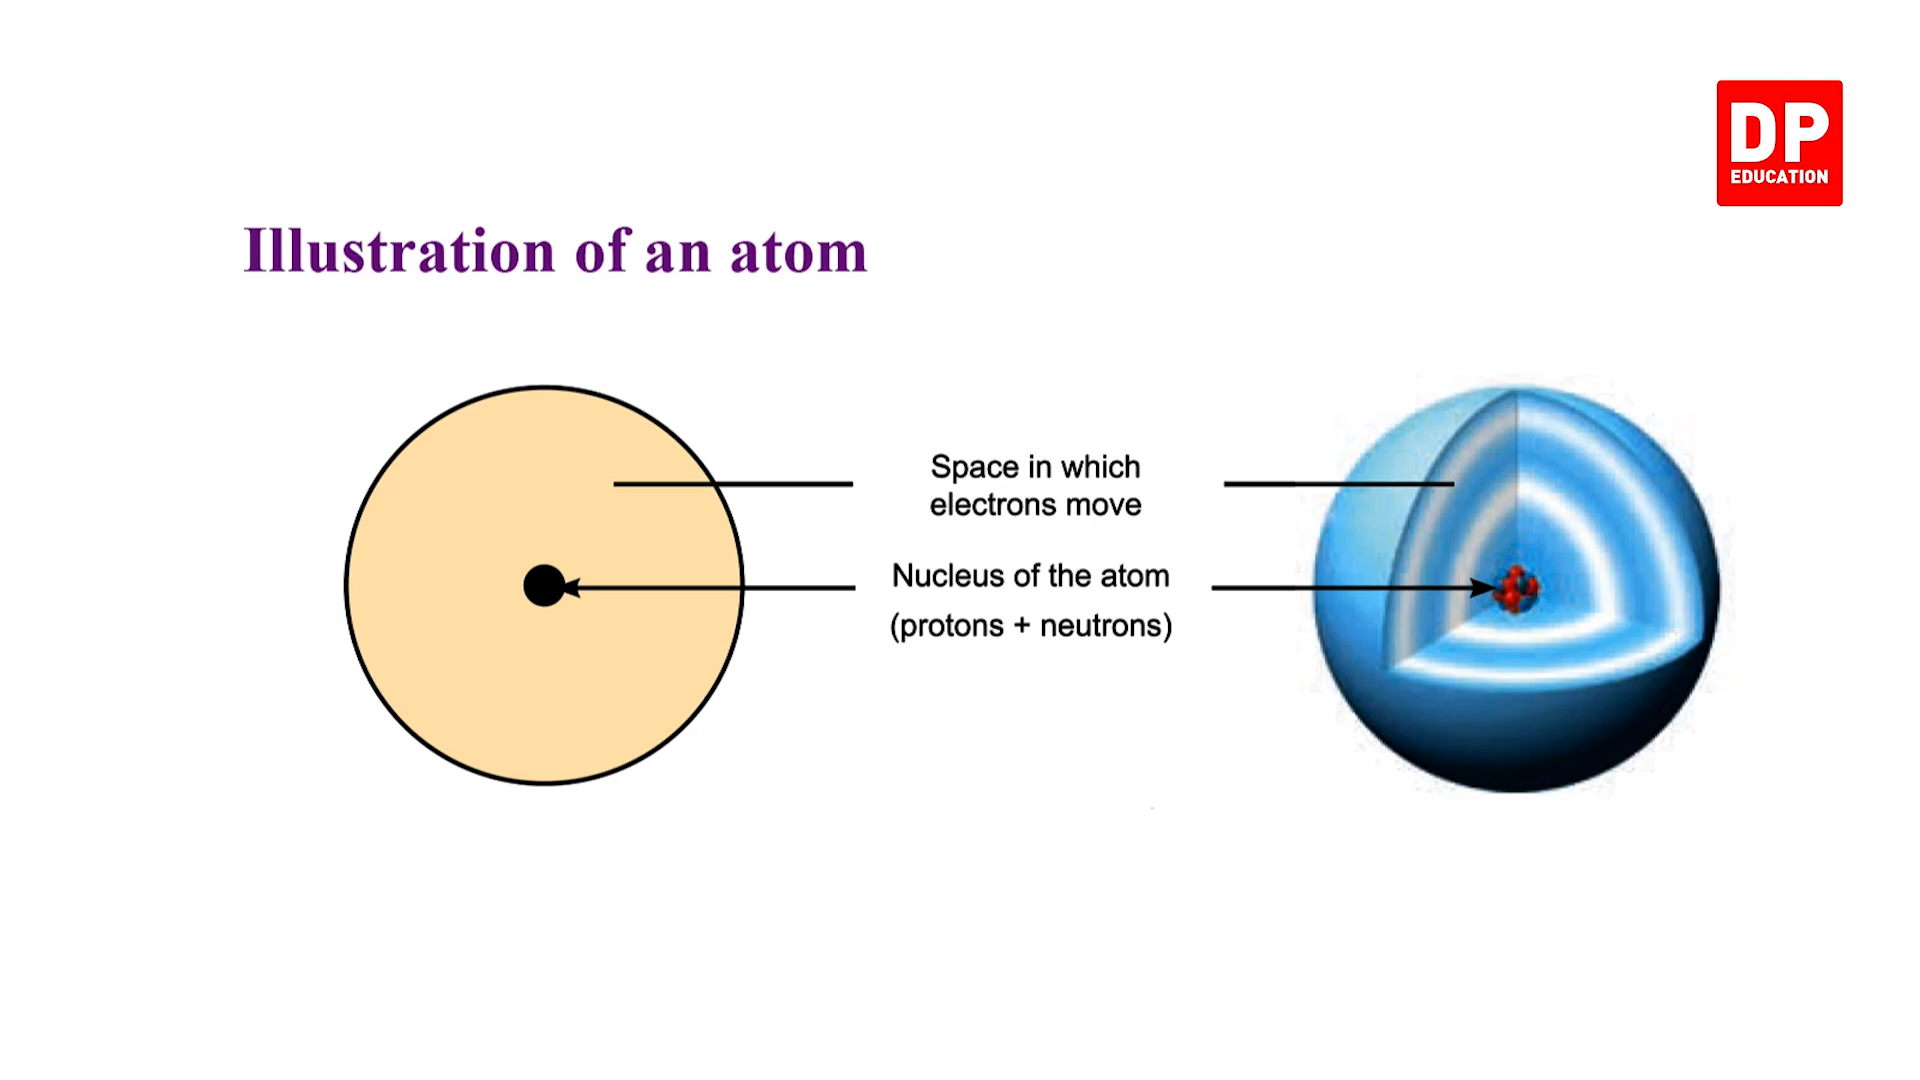 DP
EDUCATION
Illustration of an atom
Space in which
electrons move
Nucleus of the atom
(protons + neutrons)